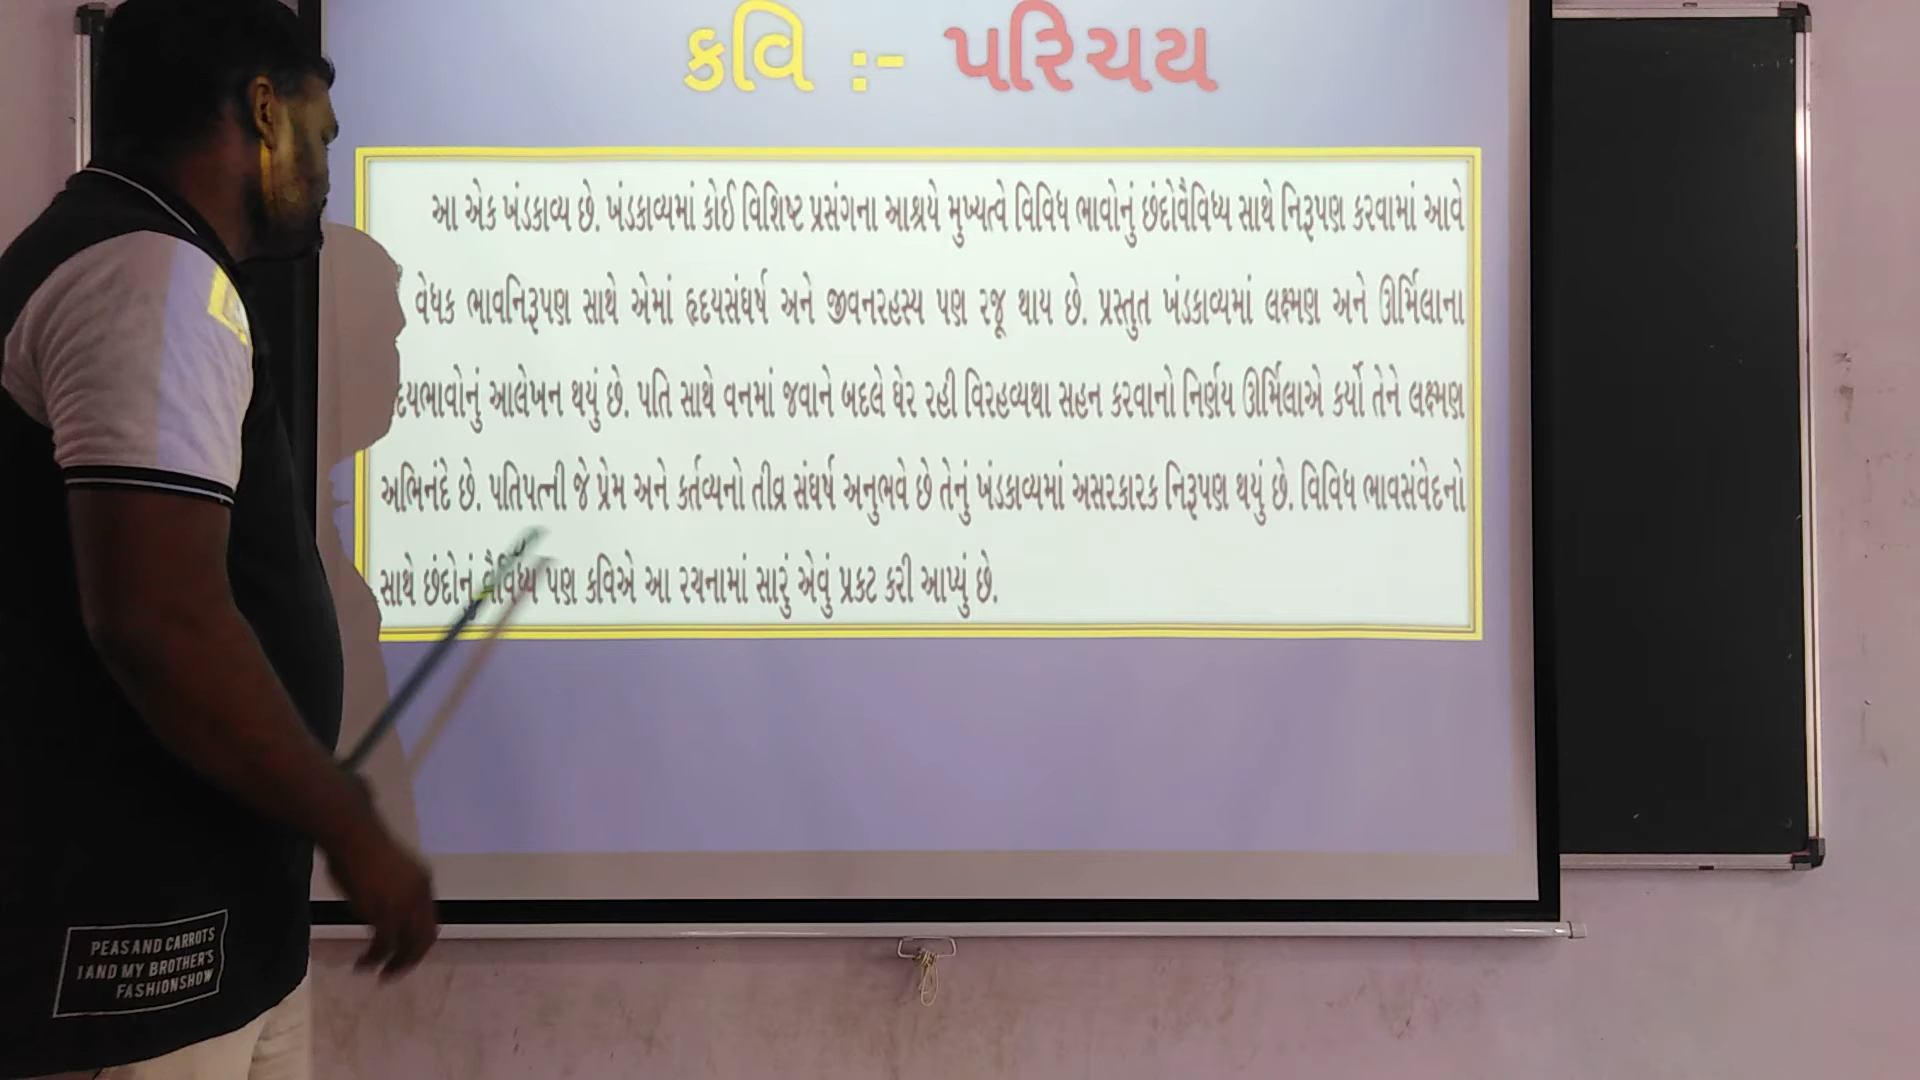 કવિ :- પરિચય
આ એક ખંડકાવ્ય છે. ખંડકાવ્યમાં કોઈ વિશિષ્ટ પ્રસંગના આશ્રયે મુખ્યત્વે વિવિધ ભાવોનું છંદોવૈવિધ્ય સાથે નિરૂપણ કરવામાં આવે
વેધક ભાવનિરૂપણ સાથે એમાં હૃદયસંઘર્ષ અને જીવનરહસ્ય પણ રજૂ થાય છે. પ્રસ્તુત ખંડકાવ્યમાં લક્ષ્મણ અને ઊર્મિલાના
દયભાવોનું આલેખન થયું છે. પતિ સાથે વનમાં જવાને બદલે ઘેર રહી વિરહવ્યથા સહન કરવાનો નિર્ણય ઊર્મિલાએ કર્યો તેને લક્ષ્મણ
અભિનંદે છે. પતિપત્ની જે પ્રેમ અને કર્તવ્યનો તીવ્ર સંઘર્ષ અનુભવે છે તેનું ખંડકાવ્યમાં અસરકારક નિરૂપણ થયું છે. વિવિધ ભાવસંવેદનો
સાથે છંદોનું વૈવિધ્ય પણ કવિએ આ રચનામાં સારું એવું પ્રકટ કરી આપ્યું છે.
PEAS AND CARROTS
I AND MY BROTHER'S
FASHIONSHOW